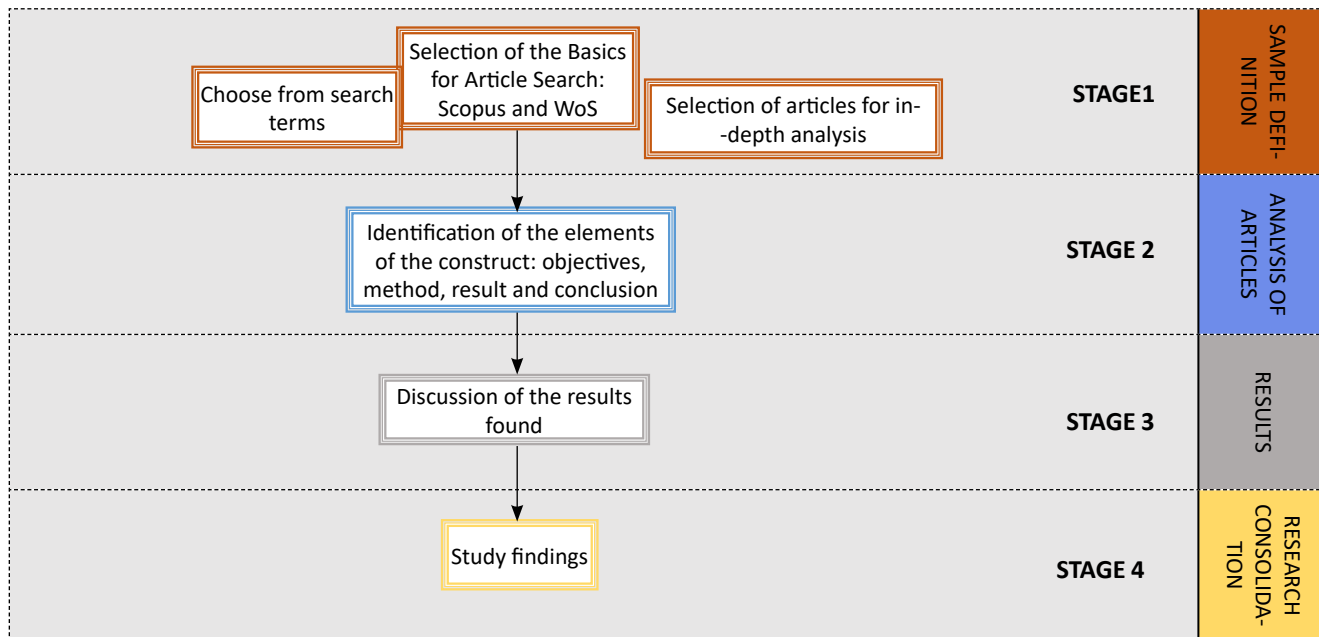 Choose from search
terms
Selection of the Basics
for Article Search:
Scopus and WoS
Selection of articles for in-
-depth analysis
STAGE1
SAMPLE DEFI-
NITION
Identification of the elements
of the construct: objectives,
method, result and conclusion
STAGE 2
ANALYSIS OF
ARTICLES
Discussion of the results
found
STAGE 3
RESULTS
Study findings
STAGE 4
RESEARCH
CONSOLIDA-
TION